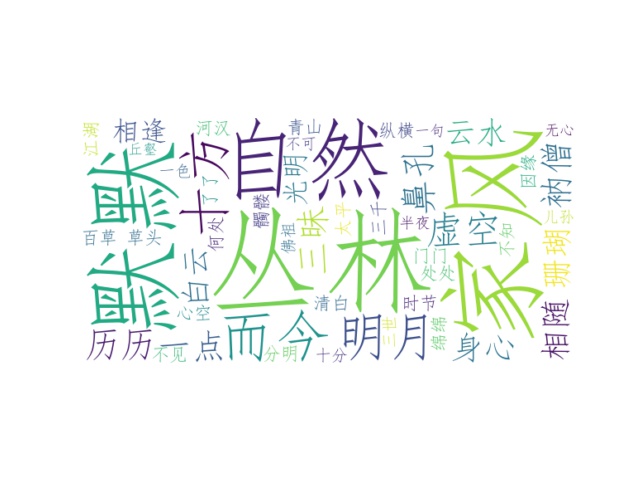 江湖
相逢
丘壑
河汉
青山
不可
纵横一句
云水
无心
默默
一色
十方
了了
自然
光明
鼻孔
家风
因缘
衲僧
儿孙
百草
草头
何处
髑髅
佛祖
三昧
太平
三千
半夜
虚空
门门
处处
不知
珊瑚
白云
心空
丛林
清白
时节
相随
历历
不见
一点
而今
分明
十分
明月
三世
绵绵
身心